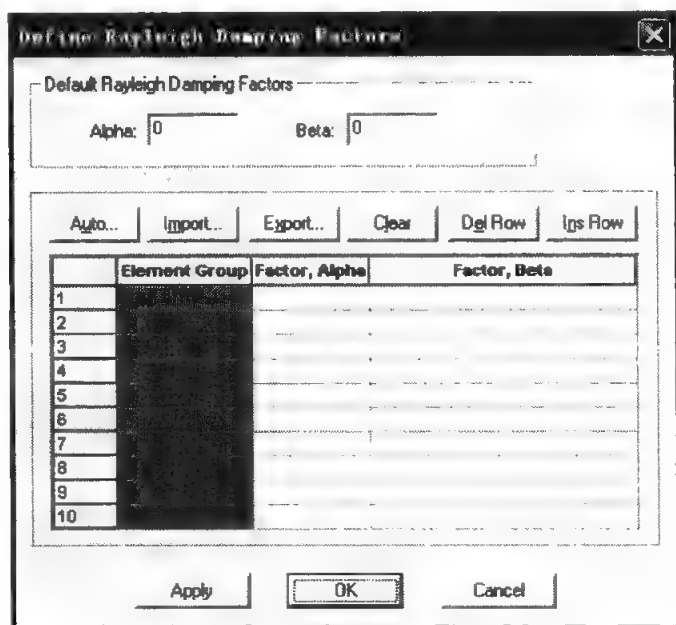 Define Rayleigh Damping Factors
Default Rayleigh Damping Factors
Alpha: 0 Beta: 0
Auto... Import... Export... Clear Del Row Ins Row
Element Group Factor, Alpha Factor, Beta
1
2
3
4
5
6
7
8
9
10
Apply OK Cancel